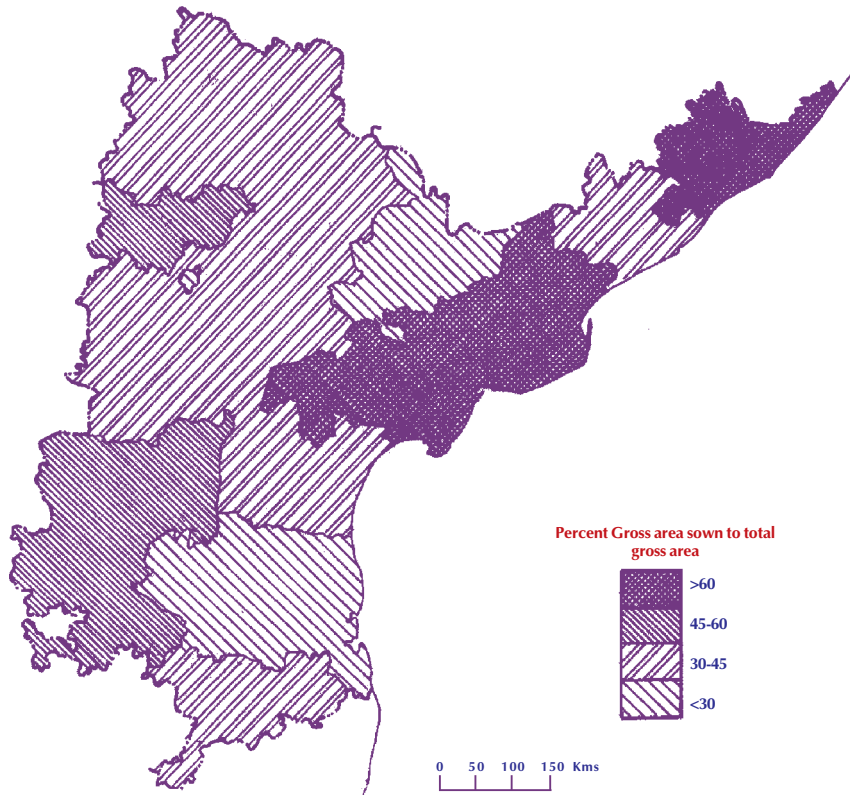 Percent Gross area sown to total
gross area
>60
45-60
30-45
<30
0 50 100 150 Kms